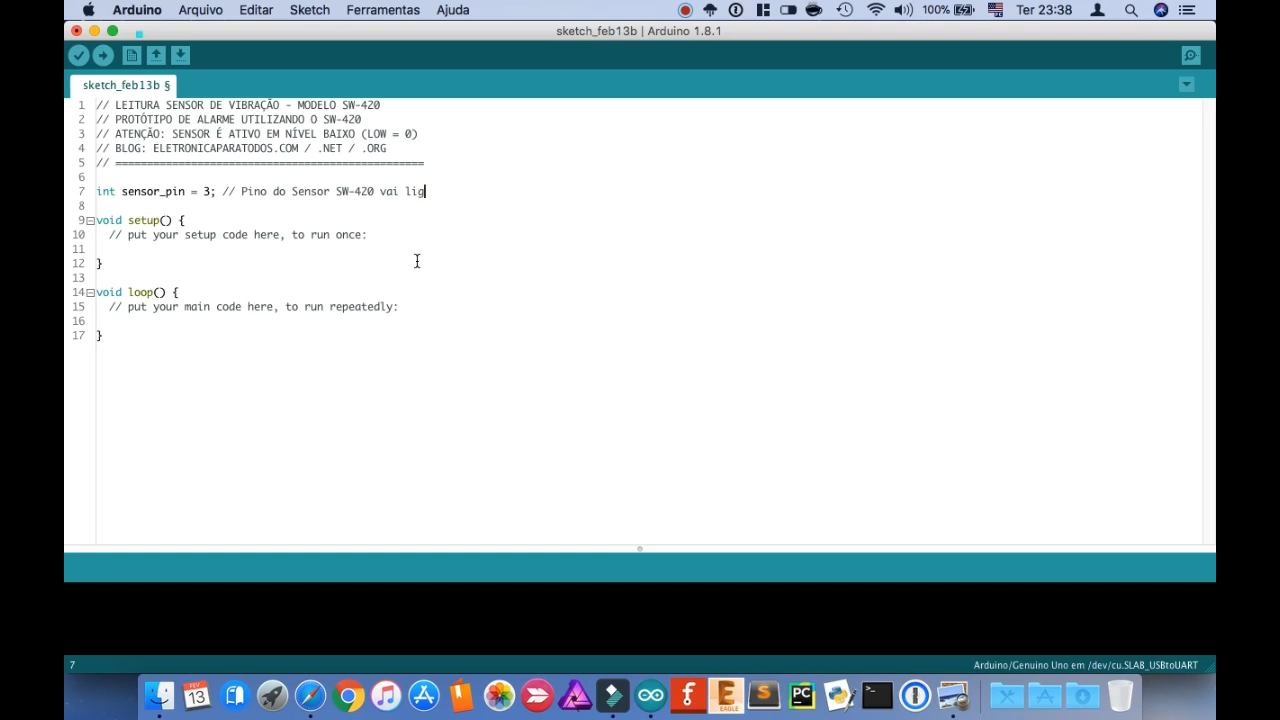 Arduino Arquivo Editar Sketch Ferramentas Ajuda 100% Ter 23:38
sketch_feb13b | Arduino 1.8.1
sketch_feb13b §
1 // LEITURA SENSOR DE VIBRAÇÃO - MODELO SW-420
2 // PROTÓTIPO DE ALARME UTILIZANDO O SW-420
3 // ATENÇÃO: SENSOR É ATIVO EM NÍVEL BAIXO (LOW = 0)
4 // BLOG: ELETRONICAPARATODOS.COM / .NET / .ORG
5 // =================================================
6
7 int sensor_pin = 3; // Pino do Sensor SW-420 vai lig
8
9 void setup() {
10 // put your setup code here, to run once:
11
12 }
13
14 void loop() {
15 // put your main code here, to run repeatedly:
16
17 }
7 Arduino/Genuino Uno em /dev/cu.SLAB_USBtoUART
FEV
13
PC
EAGLE